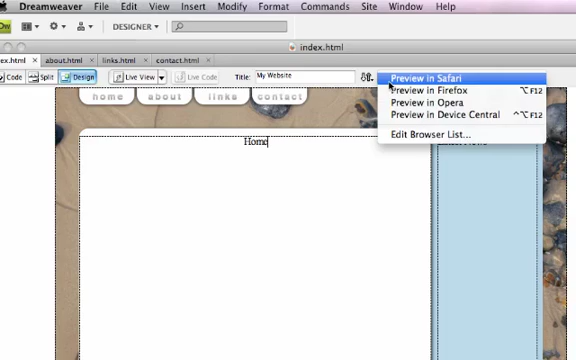 Dreamweaver File Edit View Insert Modify Format Commands Site Window Help
DESIGNER
index.html
about.html links.html contact.html
Code Split Design Live View Live Code Title: My Website
Preview in Safari
Preview in Firefox ⌥F12
Preview in Opera
Preview in Device Central ^⌥F12
Edit Browser List...
home about links contact
Home